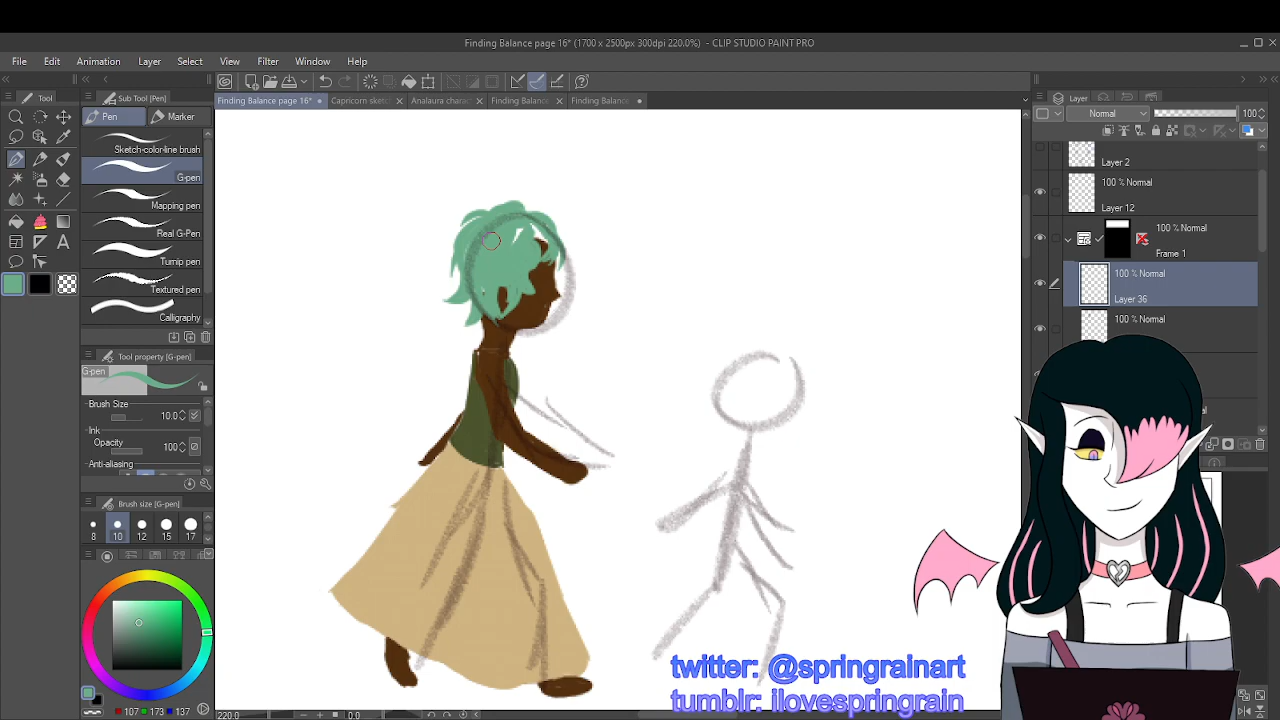 Finding Balance page 16* (1700 x 2500px 300dpi 220.0%) - CLIP STUDIO PAINT PRO
File Edit Animation Layer Select View Filter Window Help
Tool
Sub Tool [Pen]
Finding Balance page 16*
Capricorn sketc
Analaura charac
Finding Balance
Finding Balance
Layer
Pen
Marker
Normal
100
Sketch-color-line brush
G-pen
Mapping pen
Real G-Pen
Turnip pen
Textured pen
Calligraphy
Layer 2
100 % Normal
Layer 12
100 % Normal
Frame 1
100 % Normal
Layer 36
100 % Normal
Tool property [G-pen]
G-pen
Brush Size 10.0
Ink
Opacity 100
Anti-aliasing
Brush size [G-pen]
8 10 12 15 17
107 173 137
220.0
0.0
twitter: @springrainart
tumblr: ilovespringrain